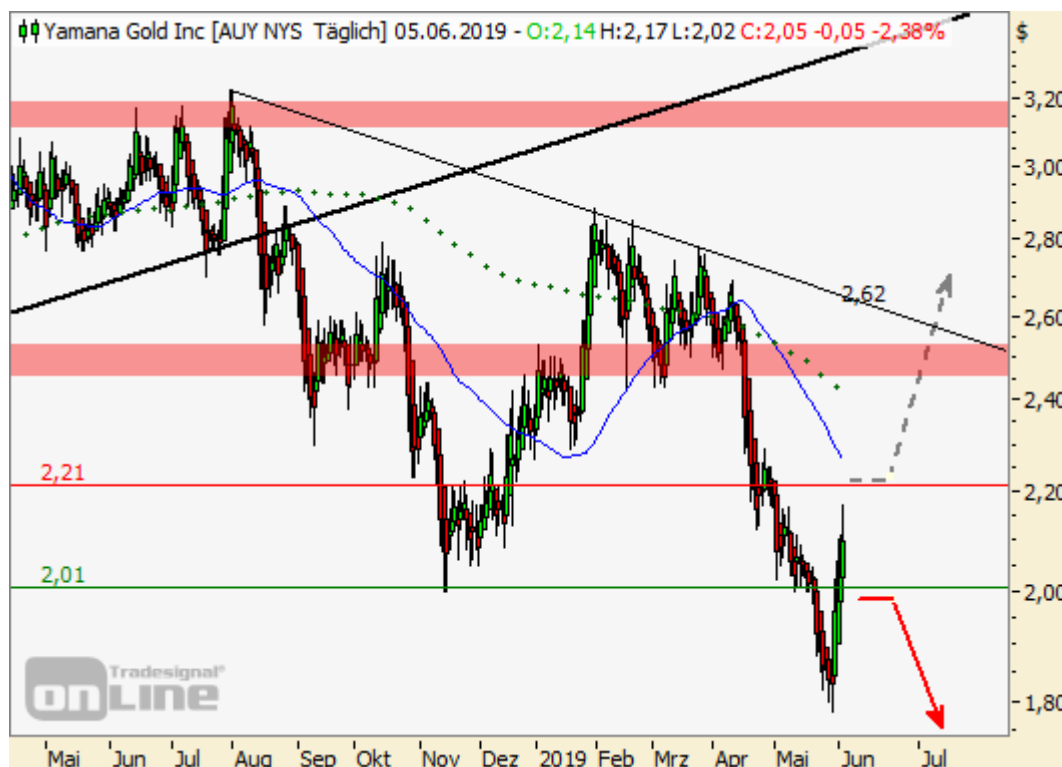 Yamana Gold Inc [AUY NYS Täglich] 05.06.2019 - O:2,14 H:2,17 L:2,02 C:2,05 -0,05 -2,38% $
3,20
3,00
2,80
2,62
2,60
2,40
2,21
2,20
2,01
2,00
Tradesignal®
onLine
1,80
Mai Jun Jul Aug Sep Okt Nov Dez 2019 Feb Mrz Apr Mai Jun Jul